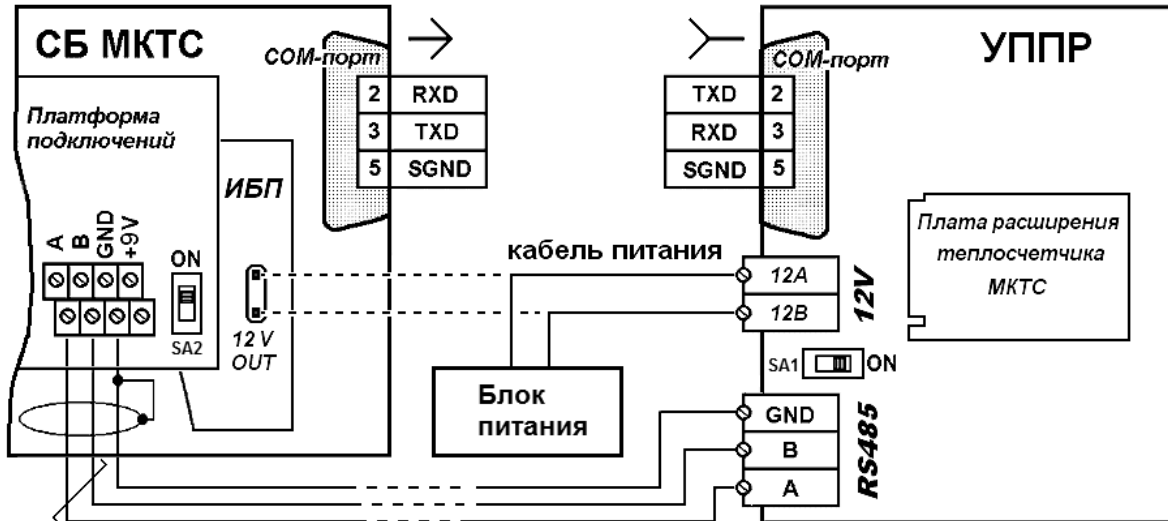 СБ МКТС
COM-порт
Платформа
подключений
ИБП
A
B
GND
+9V
ON
SA2
12 V
OUT
2 RXD
3 TXD
5 SGND
УППР
COM-порт
TXD 2
RXD 3
SGND 5
кабель питания
12A
12B
12V
SA1
ON
Плата расширения
теплосчетчика
МКТС
Блок
питания
GND
B
A
RS485